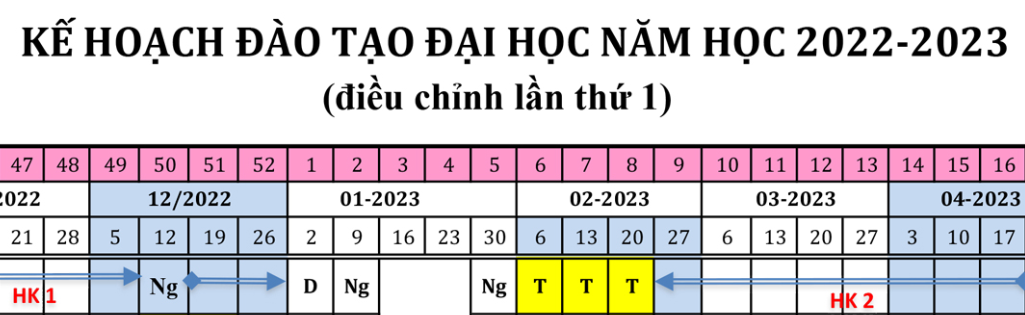 KẾ HOẠCH ĐÀO TẠO ĐẠI HỌC NĂM HỌC 2022-2023
(điều chỉnh lần thứ 1)
47 48 49 50 51 52 1 2 3 4 5 6 7 8 9 10 11 12 13 14 15 16
2022 12/2022 01-2023 02-2023 03-2023 04-2023
21 28 5 12 19 26 2 9 16 23 30 6 13 20 27 6 13 20 27 3 10 17
HK 1 Ng D Ng Ng T T T HK 2